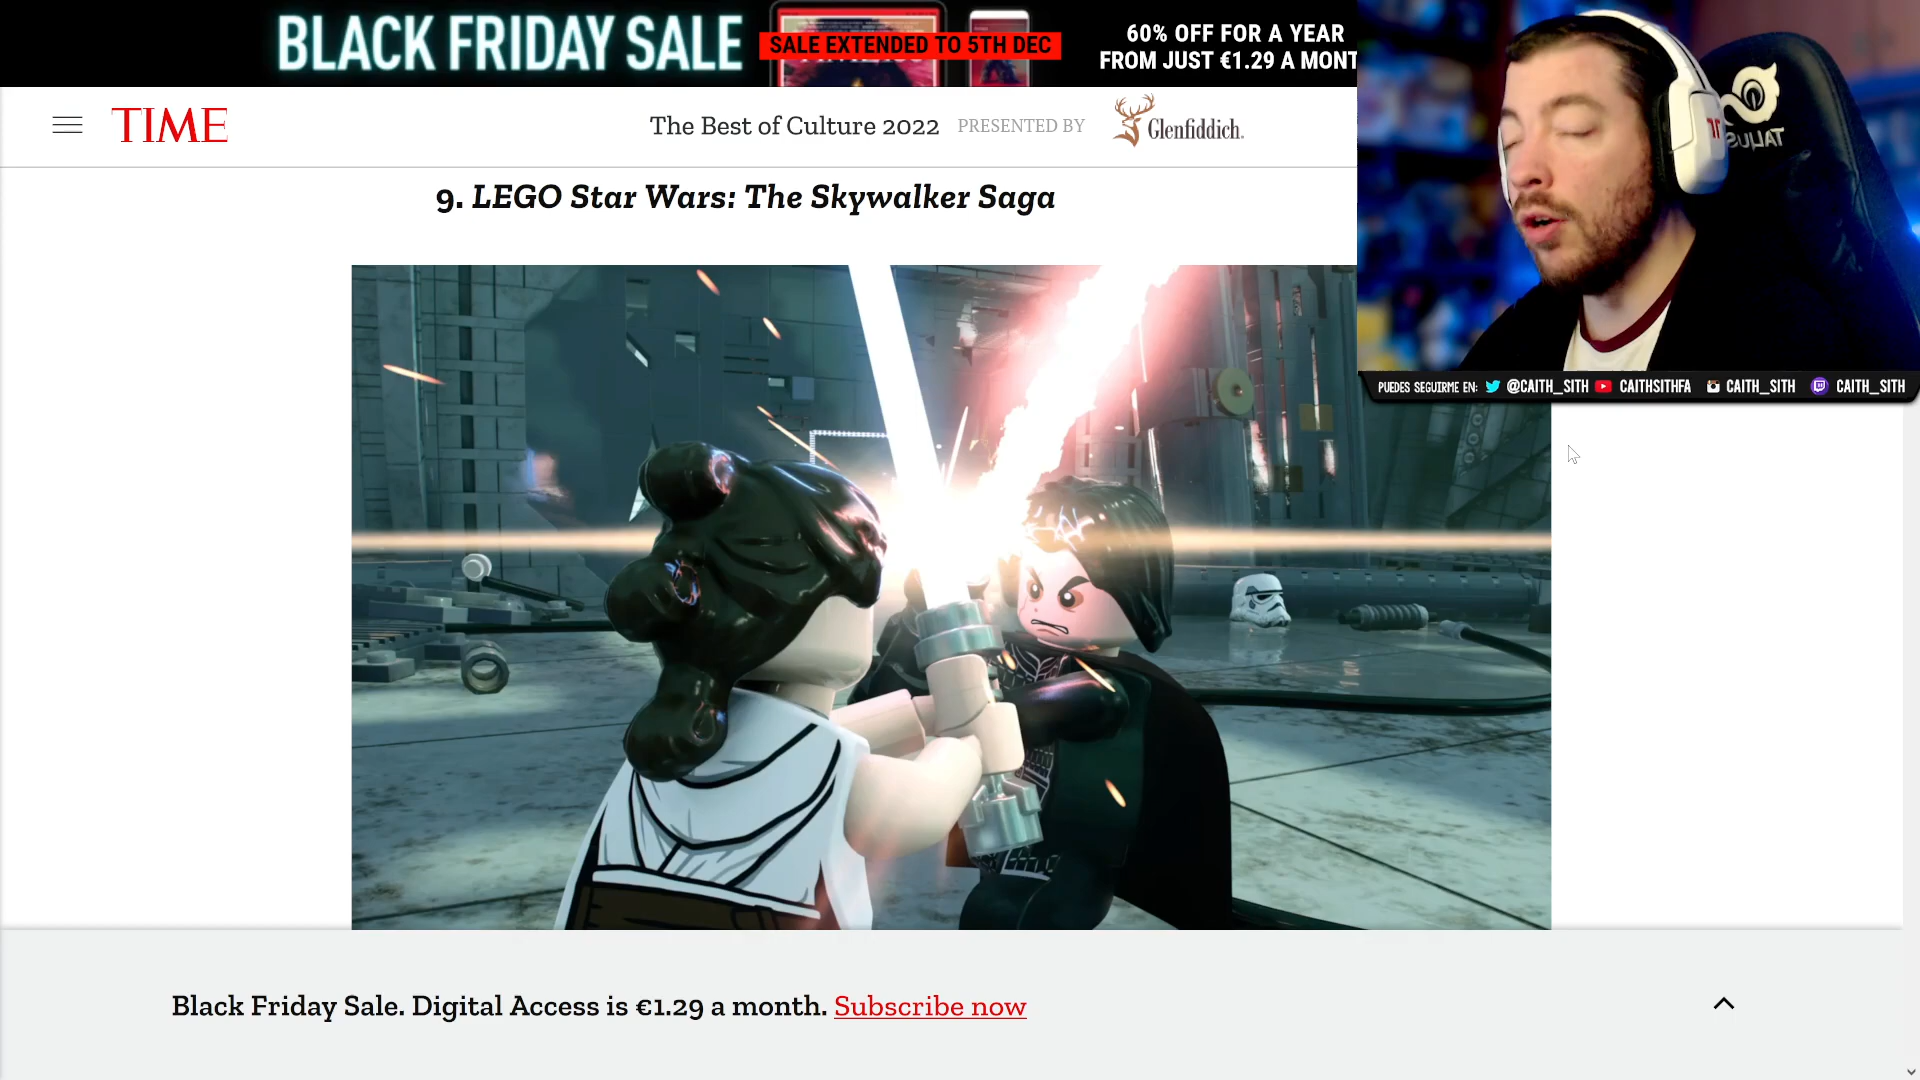 BLACK FRIDAY SALE
SALE EXTENDED TO 5TH DEC
60% OFF FOR A YEAR
FROM JUST €1.29 A MONT
TIME
The Best of Culture 2022 PRESENTED BY Glenfiddich.
9. LEGO Star Wars: The Skywalker Saga
TALIUS
PUEDES SEGUIRME EN: @CAITH_SITH CAITHSITHFA CAITH_SITH CAITH_SITH
Black Friday Sale. Digital Access is €1.29 a month. Subscribe now